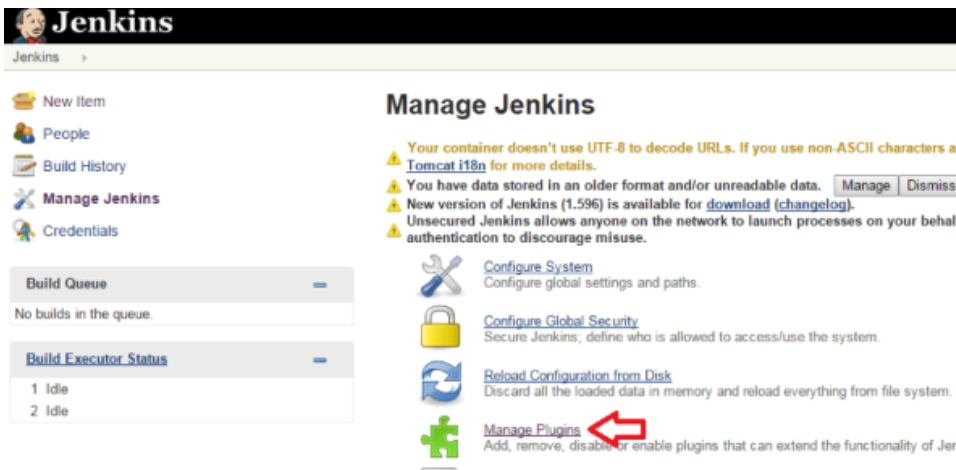 Jenkins
Jenkins
New Item
People
Build History
Manage Jenkins
Credentials
Build Queue
No builds in the queue.
Build Executor Status
1 Idle
2 Idle
Manage Jenkins
Your container doesn't use UTF-8 to decode URLs. If you use non-ASCII characters a
Tomcat i18n for more details.
You have data stored in an older format and/or unreadable data. Manage Dismiss
New version of Jenkins (1.596) is available for download (changelog).
Unsecured Jenkins allows anyone on the network to launch processes on your behal
authentication to discourage misuse.
Configure System
Configure global settings and paths.
Configure Global Security
Secure Jenkins; define who is allowed to access/use the system.
Reload Configuration from Disk
Discard all the loaded data in memory and reload everything from file system.
Manage Plugins
Add, remove, disable or enable plugins that can extend the functionality of Jer